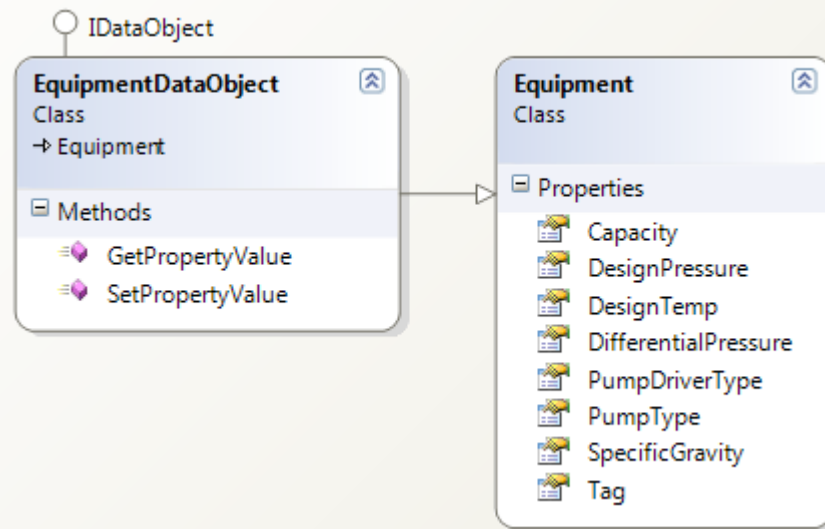 IDataObject
EquipmentDataObject
Class
Equipment
Methods
GetPropertyValue
SetPropertyValue
Equipment
Class
Properties
Capacity
DesignPressure
DesignTemp
DifferentialPressure
PumpDriverType
PumpType
SpecificGravity
Tag